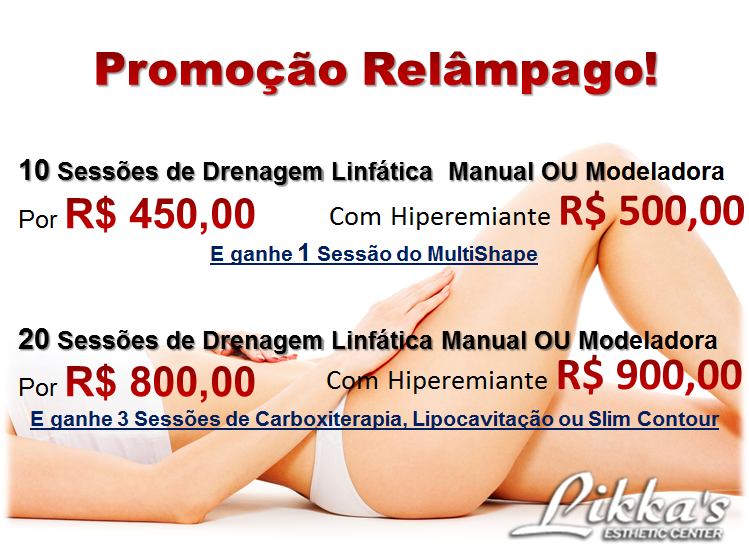 Promoção Relâmpago!
10 Sessões de Drenagem Linfática Manual OU Modeladora
Por R$ 450,00 Com Hiperemiante R$ 500,00
E ganhe 1 Sessão do MultiShape
20 Sessões de Drenagem Linfática Manual OU Modeladora
Por R$ 800,00 Com Hiperemiante R$ 900,00
E ganhe 3 Sessões de Carboxiterapia, Lipocavitação ou Slim Contour
Likka's
ESTHETIC CENTER